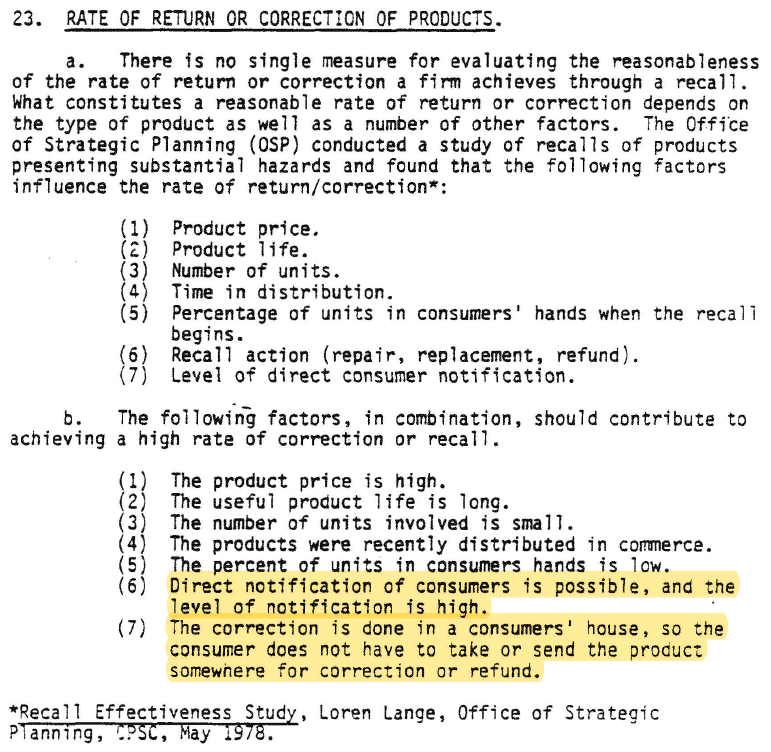 23. RATE OF RETURN OR CORRECTION OF PRODUCTS.
a. There is no single measure for evaluating the reasonableness
of the rate of return or correction a firm achieves through a recall.
What constitutes a reasonable rate of return or correction depends on
the type of product as well as a number of other factors. The Office
of Strategic Planning (OSP) conducted a study of recalls of products
presenting substantial hazards and found that the following factors
influence the rate of return/correction*:
(1) Product price.
(2) Product life.
(3) Number of units.
(4) Time in distribution.
(5) Percentage of units in consumers' hands when the recall
begins.
(6) Recall action (repair, replacement, refund).
(7) Level of direct consumer notification.
b. The following factors, in combination, should contribute to
achieving a high rate of correction or recall.
(1) The product price is high.
(2) The useful product life is long.
(3) The number of units involved is small.
(4) The products were recently distributed in commerce.
(5) The percent of units in consumers hands is low.
(6) Direct notification of consumers is possible, and the
level of notification is high.
(7) The correction is done in a consumers' house, so the
consumer does not have to take or send the product
somewhere for correction or refund.
*Recall Effectiveness Study, Loren Lange, Office of Strategic
Planning, CPSC, May 1978.